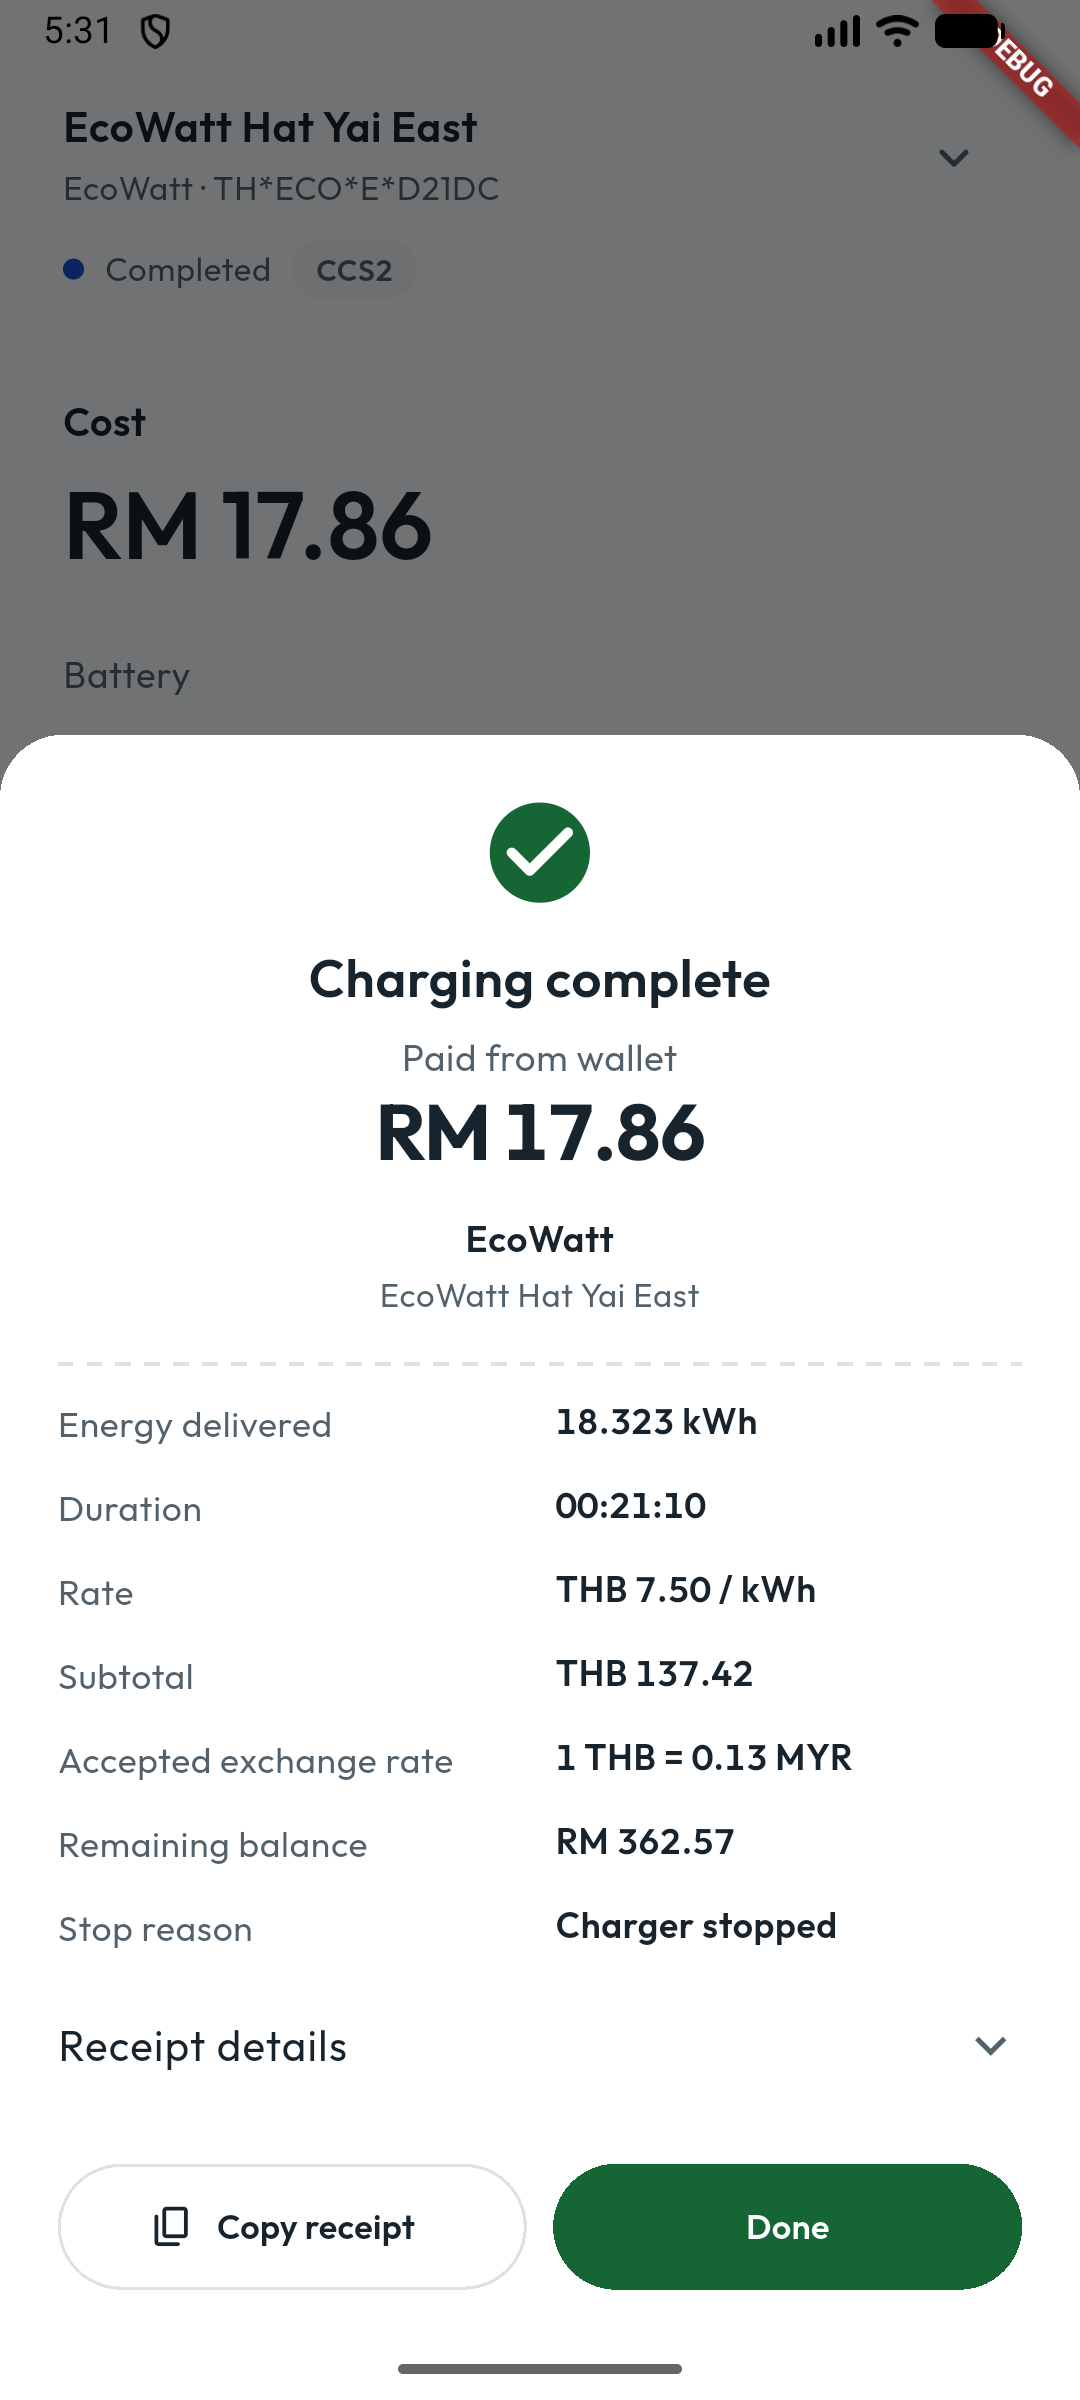 5:31
EBUG
EcoWatt Hat Yai East
EcoWatt · TH*ECO*E*D21DC
Completed
CCS2
Cost
RM 17.86
Battery
Charging complete
Paid from wallet
RM 17.86
EcoWatt
EcoWatt Hat Yai East
Energy delivered 18.323 kWh
Duration 00:21:10
Rate THB 7.50 / kWh
Subtotal THB 137.42
Accepted exchange rate 1 THB = 0.13 MYR
Remaining balance RM 362.57
Stop reason Charger stopped
Receipt details
Copy receipt
Done